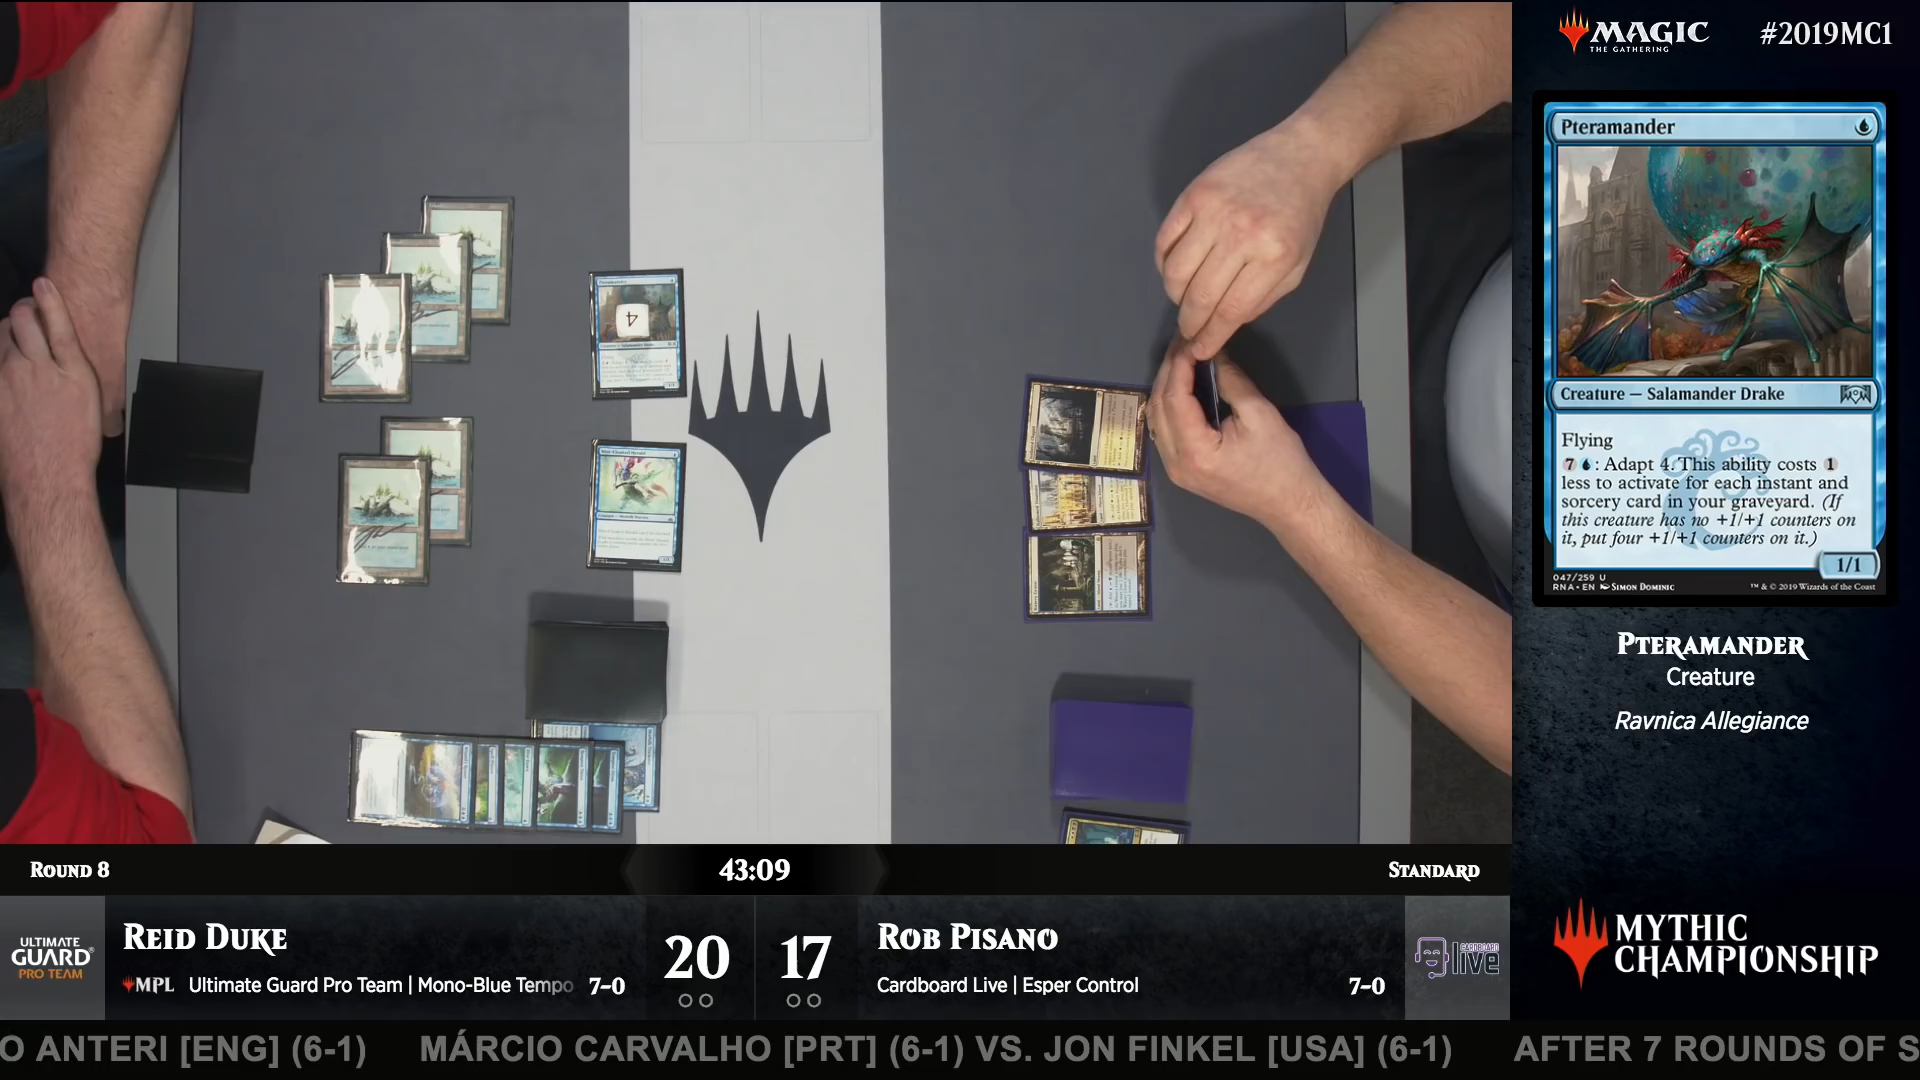 MAGIC
THE GATHERING
#2019MC1
Pteramander
Creature — Salamander Drake
Flying
7 : Adapt 4. This ability costs 1
less to activate for each instant and
sorcery card in your graveyard. (If
this creature has no +1/+1 counters on
it, put four +1/+1 counters on it.)
1/1
047/259 U
RNA • EN SIMON DOMINIC
™ & © 2019 Wizards of the Coast
PTERAMANDER
Creature
Ravnica Allegiance
4
ROUND 8
43:09
STANDARD
ULTIMATE
GUARD
PRO TEAM
REID DUKE
MPL Ultimate Guard Pro Team | Mono-Blue Tempo 7-0
20
17
ROB PISANO
Cardboard Live | Esper Control 7-0
CARDBOARD
live
MYTHIC
CHAMPIONSHIP
O ANTERI [ENG] (6-1) MÁRCIO CARVALHO [PRT] (6-1) VS. JON FINKEL [USA] (6-1) AFTER 7 ROUNDS OF S